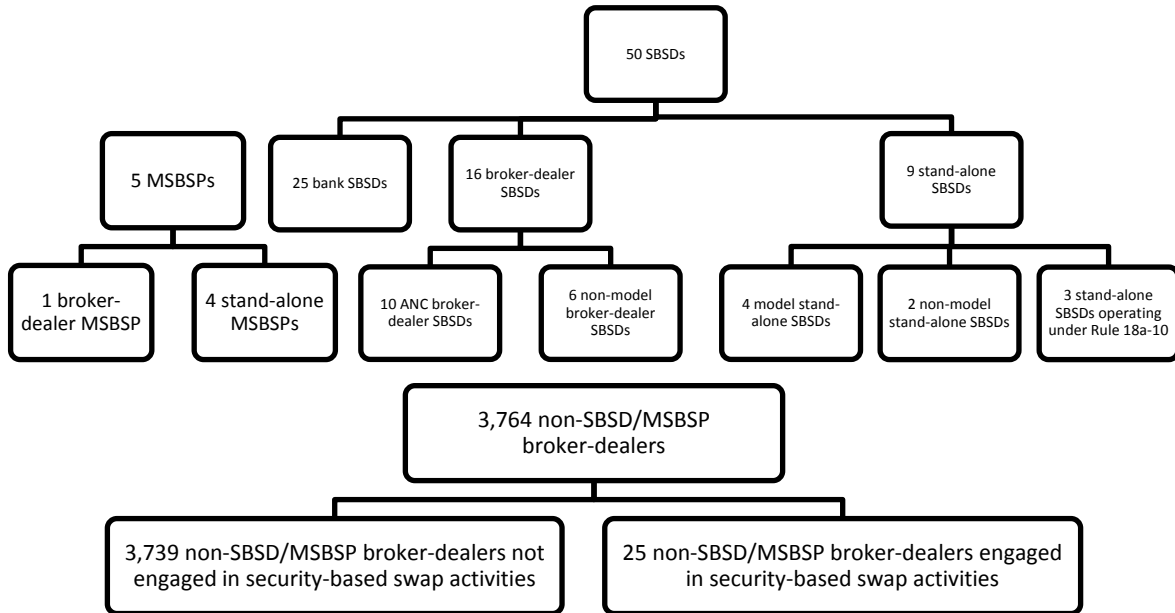 50 SBSDs
5 MSBSPs
25 bank SBSDs
16 broker-dealer
SBSDs
9 stand-alone
SBSDs
1 broker-
dealer MSBSP
4 stand-alone
MSBSPs
10 ANC broker-
dealer SBSDs
6 non-model
broker-dealer
SBSDs
4 model stand-
alone SBSDs
2 non-model
stand-alone SBSDs
3 stand-alone
SBSDs operating
under Rule 18a-10
3,764 non-SBSD/MSBSP
broker-dealers
3,739 non-SBSD/MSBSP broker-dealers not
engaged in security-based swap activities
25 non-SBSD/MSBSP broker-dealers engaged
in security-based swap activities